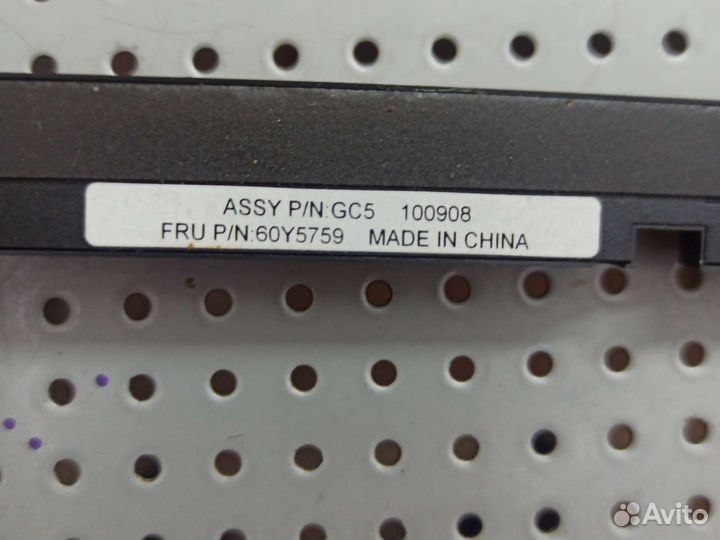 ASSY P/N:GC5 100908
FRU P/N:60Y5759 MADE IN CHINA
Avito